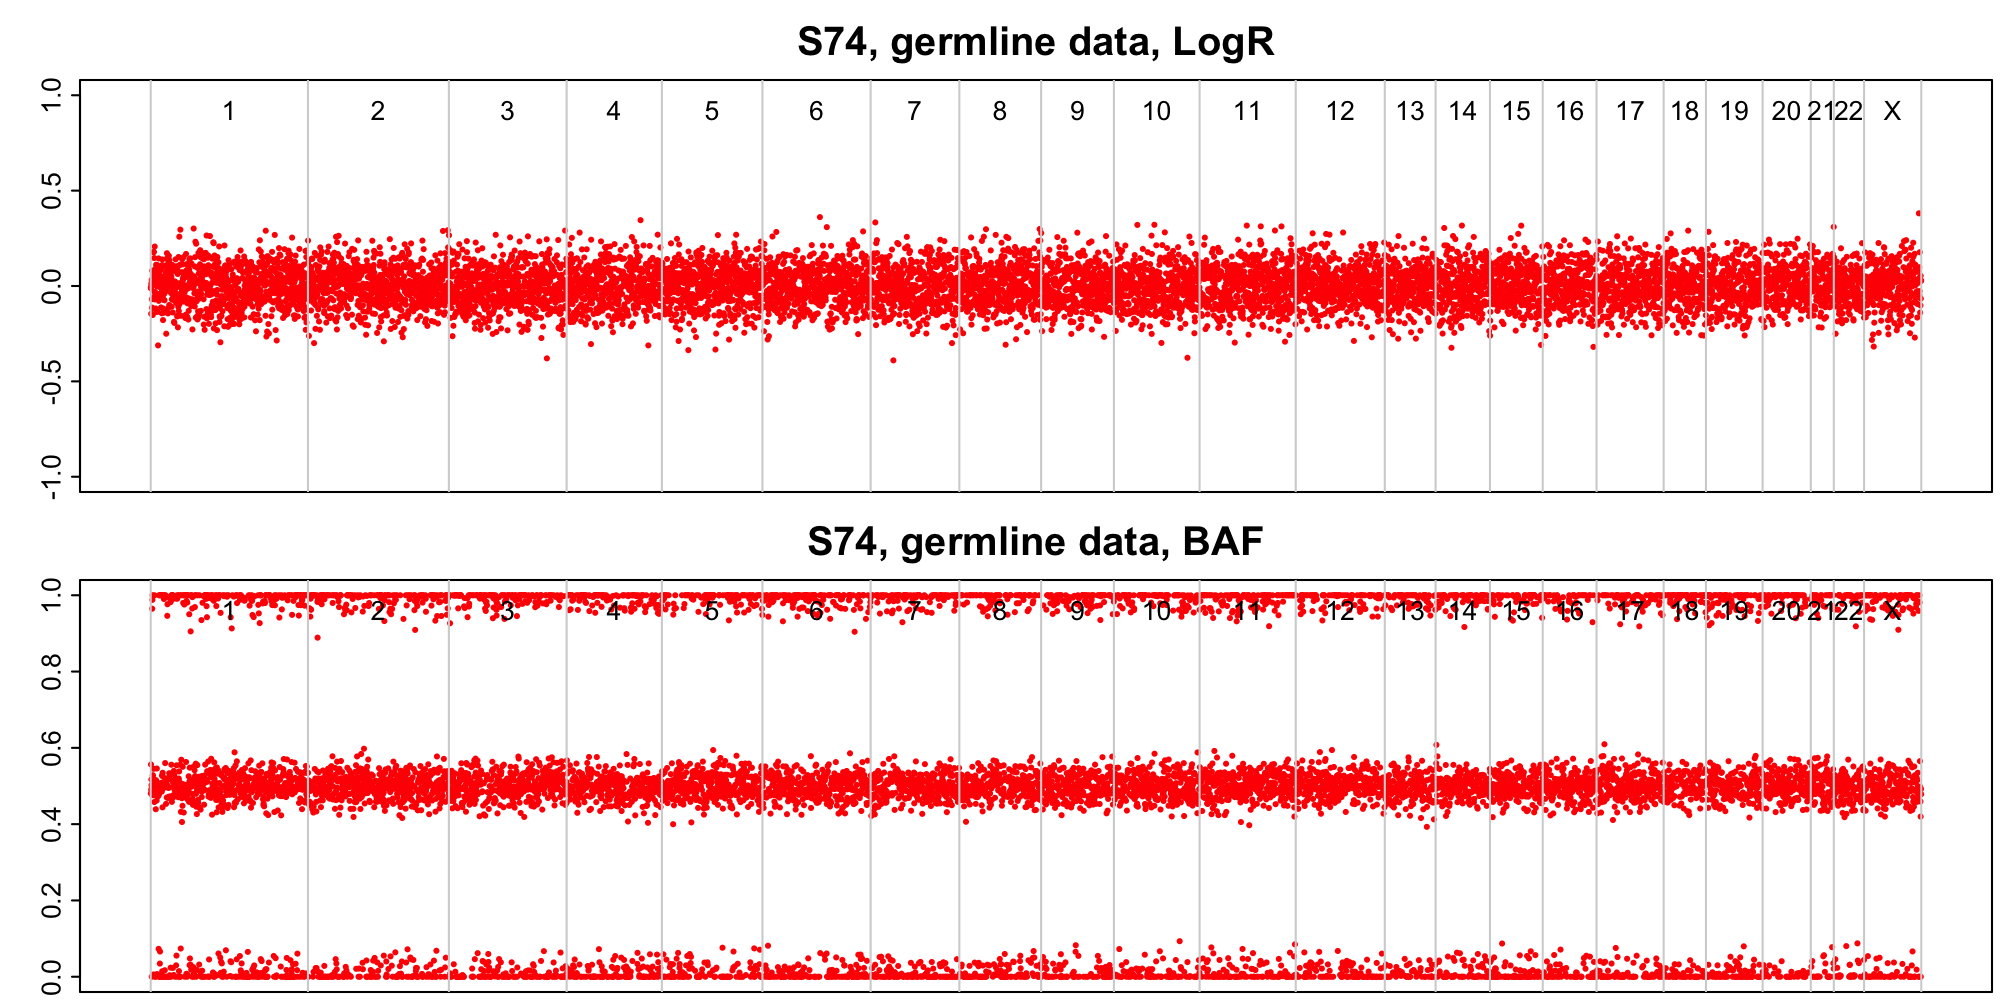 S74, germline data, LogR
1.0
0.5
0.0
-0.5
-1.0
1 2 3 4 5 6 7 8 9 10 11 12 13 14 15 16 17 18 19 20 21 22 X
S74, germline data, BAF
1.0
0.8
0.6
0.4
0.2
0.0
1 2 3 4 5 6 7 8 9 10 11 12 13 14 15 16 17 18 19 20 21 22 X